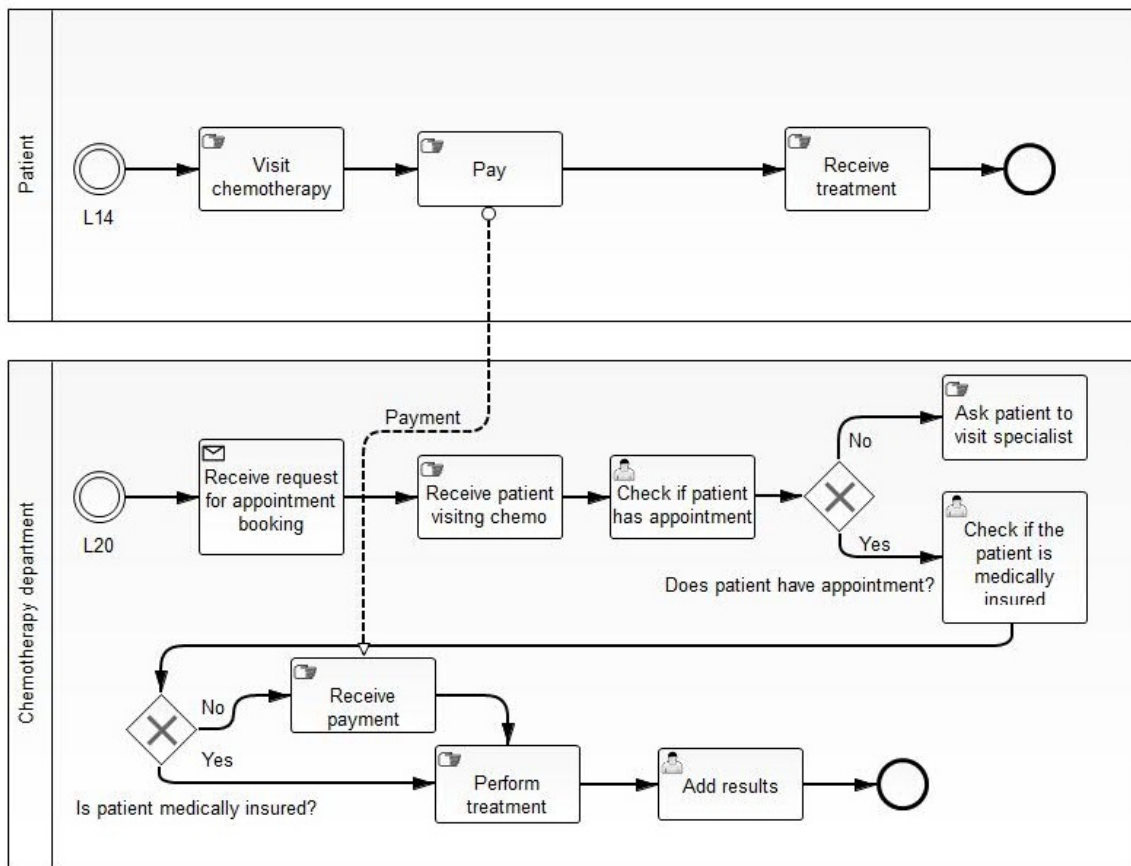 Patient
L14
Visit
chemotherapy
Pay
Receive
treatment
Payment
Chemotherapy department
L20
Receive request
for appointment
booking
Receive patient
visitng chemo
Check if patient
has appointment
No
Yes
Does patient have appointment?
Ask patient to
visit specialist
Check if the
patient is
medically
insured
No
Yes
Is patient medically insured?
Receive
payment
Perform
treatment
Add results